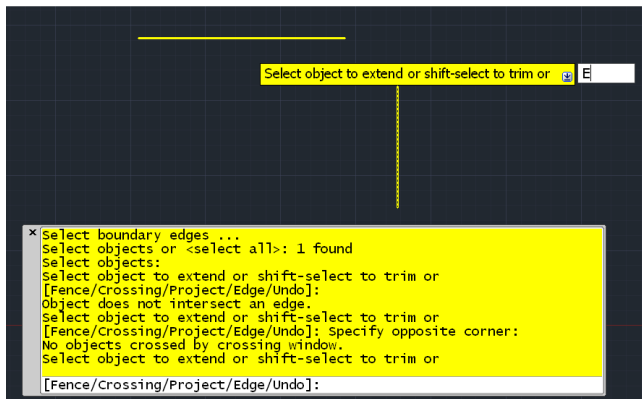 Select object to extend or shift-select to trim or E
Select boundary edges ...
Select objects or <select all>: 1 found
Select objects:
Select object to extend or shift-select to trim or
[Fence/Crossing/Project/Edge/Undo]:
Object does not intersect an edge.
Select object to extend or shift-select to trim or
[Fence/Crossing/Project/Edge/Undo]: Specify opposite corner:
No objects crossed by crossing window.
Select object to extend or shift-select to trim or
[Fence/Crossing/Project/Edge/Undo]: